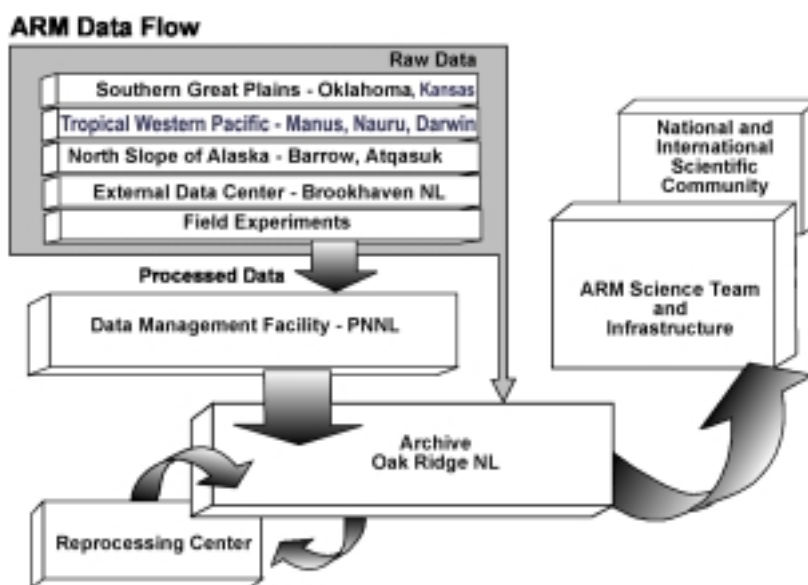 ARM Data Flow
Raw Data
Southern Great Plains - Oklahoma, Kansas
Tropical Western Pacific - Manus, Nauru, Darwin
North Slope of Alaska - Barrow, Atqasuk
External Data Center - Brookhaven NL
Field Experiments
Processed Data
Data Management Facility - PNNL
Archive
Oak Ridge NL
Reprocessing Center
National and
International
Scientific
Community
ARM Science Team
and
Infrastructure